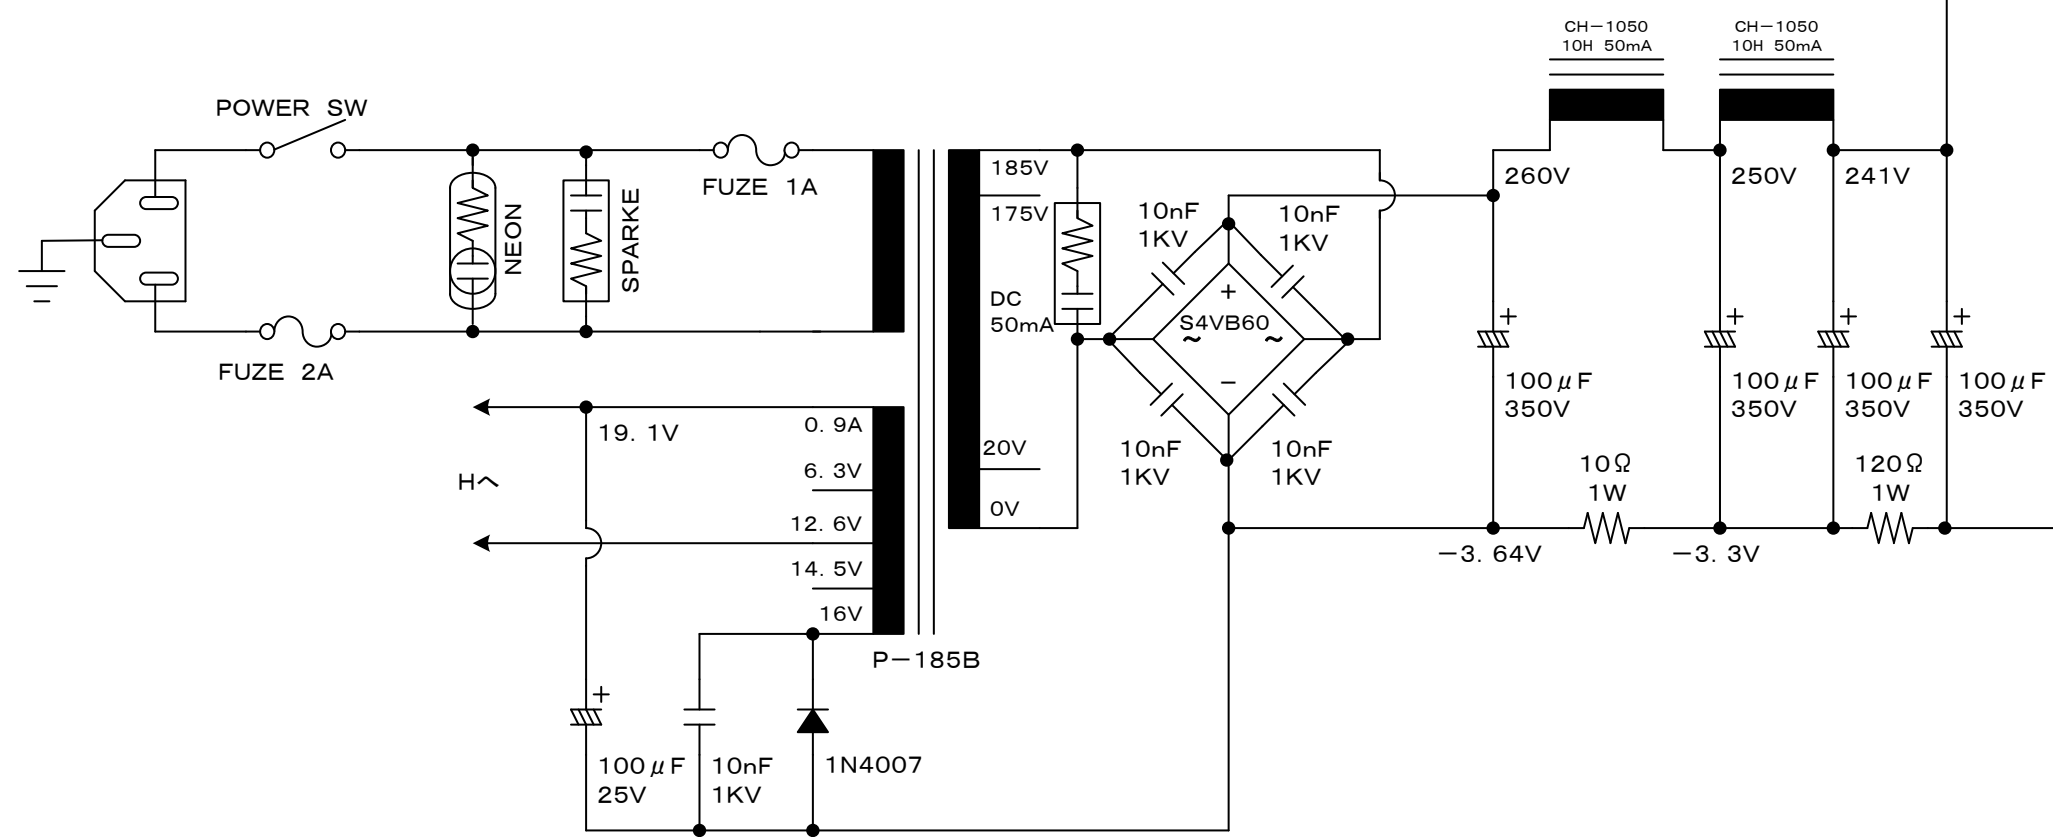 CH-1050
10H 50mA
CH-1050
10H 50mA
POWER SW
FUZE 1A
185V
175V
260V
250V
241V
NEON
SPARKE
10nF
1KV
10nF
1KV
DC
50mA
+
S4VB60
~ ~
−
+
+
+
+
FUZE 2A
100μF
350V
100μF
350V
100μF
350V
100μF
350V
19. 1V
0. 9A
20V
10nF
1KV
10nF
1KV
10Ω
1W
120Ω
1W
Hへ
6. 3V
12. 6V
0V
−3. 64V
−3. 3V
14. 5V
16V
P−185B
+
100μF
25V
10nF
1KV
1N4007